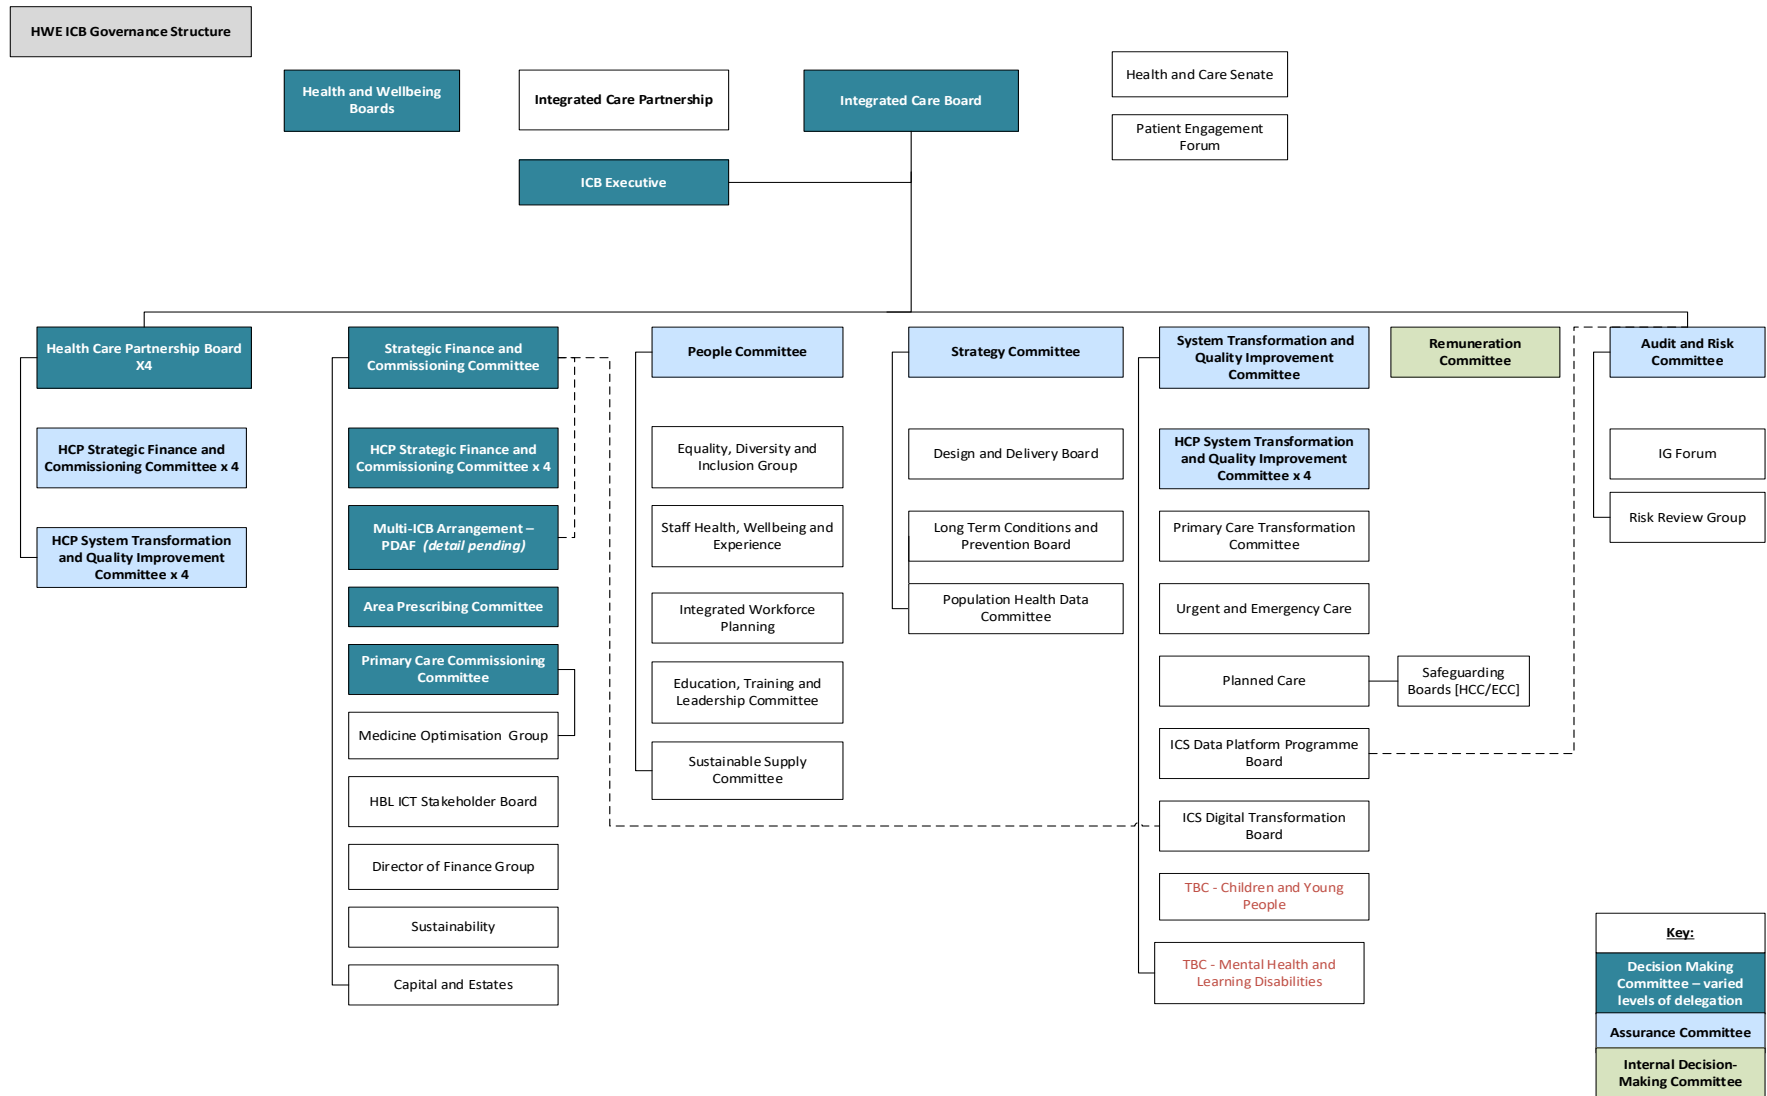 HWE ICB Governance Structure
Health and Wellbeing
Boards
Integrated Care Partnership
Integrated Care Board
Health and Care Senate
Patient Engagement
Forum
ICB Executive
Health Care Partnership Board
X4
HCP Strategic Finance and
Commissioning Committee x 4
HCP System Transformation
and Quality Improvement
Committee x 4
Strategic Finance and
Commissioning Committee
HCP Strategic Finance and
Commissioning Committee x 4
Multi-ICB Arrangement –
PDAF (detail pending)
Area Prescribing Committee
Primary Care Commissioning
Committee
Medicine Optimisation Group
HBL ICT Stakeholder Board
Director of Finance Group
Sustainability
Capital and Estates
People Committee
Equality, Diversity and
Inclusion Group
Staff Health, Wellbeing and
Experience
Integrated Workforce
Planning
Education, Training and
Leadership Committee
Sustainable Supply
Committee
Strategy Committee
Design and Delivery Board
Long Term Conditions and
Prevention Board
Population Health Data
Committee
System Transformation and
Quality Improvement
Committee
HCP System Transformation
and Quality Improvement
Committee x 4
Primary Care Transformation
Committee
Urgent and Emergency Care
Planned Care
Safeguarding
Boards [HCC/ECC]
ICS Data Platform Programme
Board
ICS Digital Transformation
Board
TBC - Children and Young
People
TBC - Mental Health and
Learning Disabilities
Remuneration
Committee
Audit and Risk
Committee
IG Forum
Risk Review Group
Key:
Decision Making
Committee – varied
levels of delegation
Assurance Committee
Internal Decision-
Making Committee